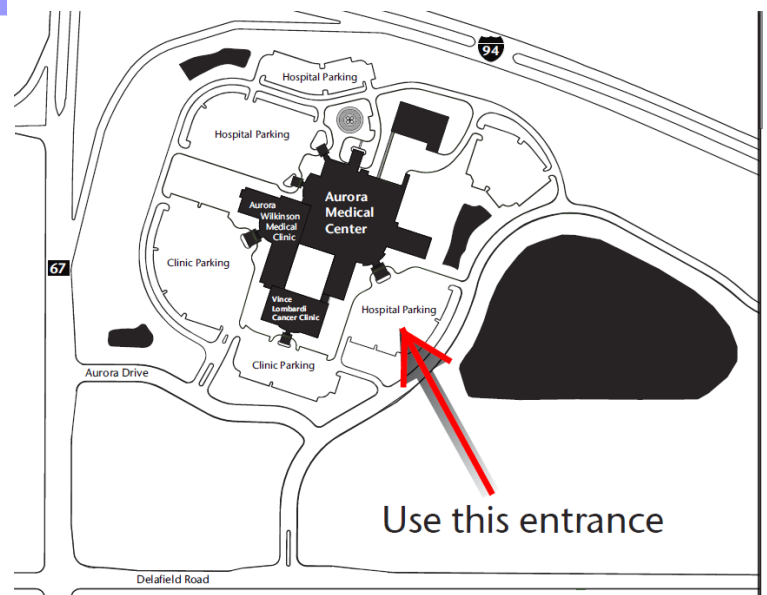 94
Hospital Parking
Hospital Parking
Aurora
Wilkinson
Medical
Clinic
Aurora
Medical
Center
67
Clinic Parking
Vince
Lombardi
Cancer Clinic
Hospital Parking
Clinic Parking
Aurora Drive
Use this entrance
Delafield Road